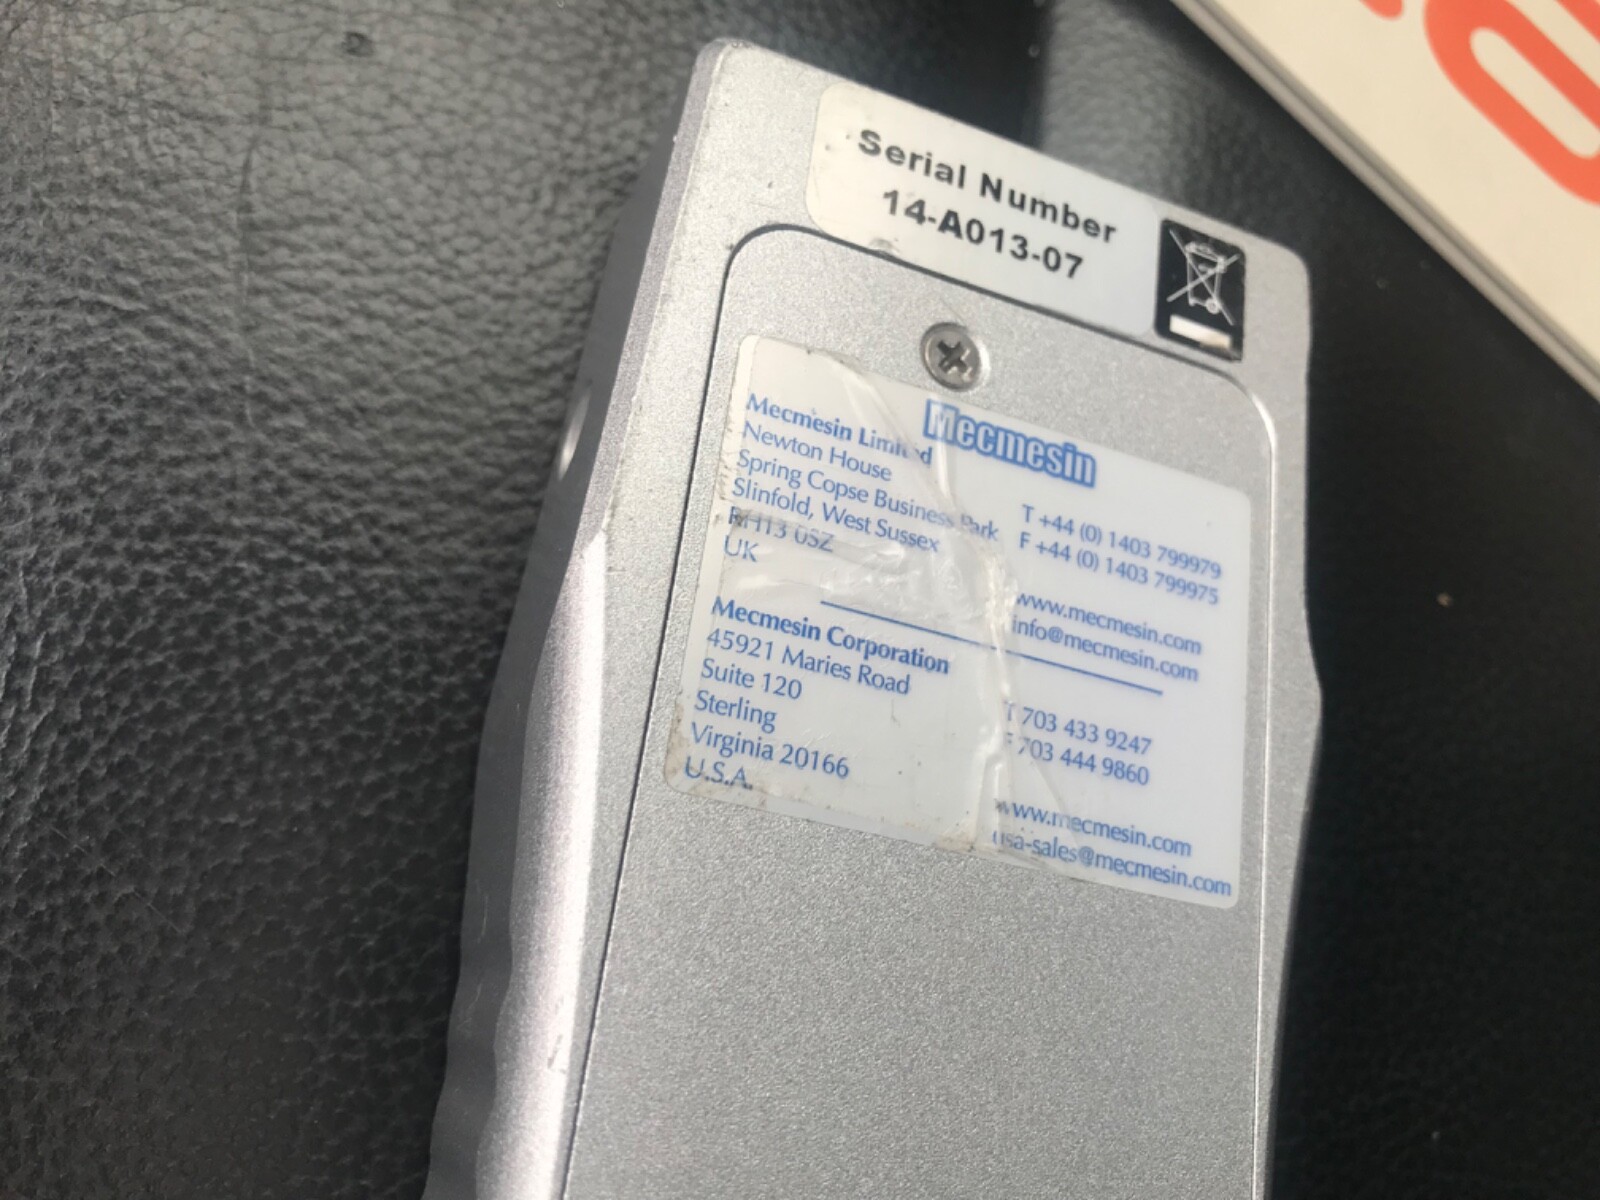 Serial Number
14-A013-07
Mecmesin
Mecmesin Limited
Newton House
Spring Copse Business Park
Slinfold, West Sussex
RH13 0SZ
UK
T +44 (0) 1403 799979
F +44 (0) 1403 799975
www.mecmesin.com
info@mecmesin.com
Mecmesin Corporation
45921 Maries Road
Suite 120
Sterling
Virginia 20166
U.S.A.
T 703 433 9247
F 703 444 9860
www.mecmesin.com
usa-sales@mecmesin.com